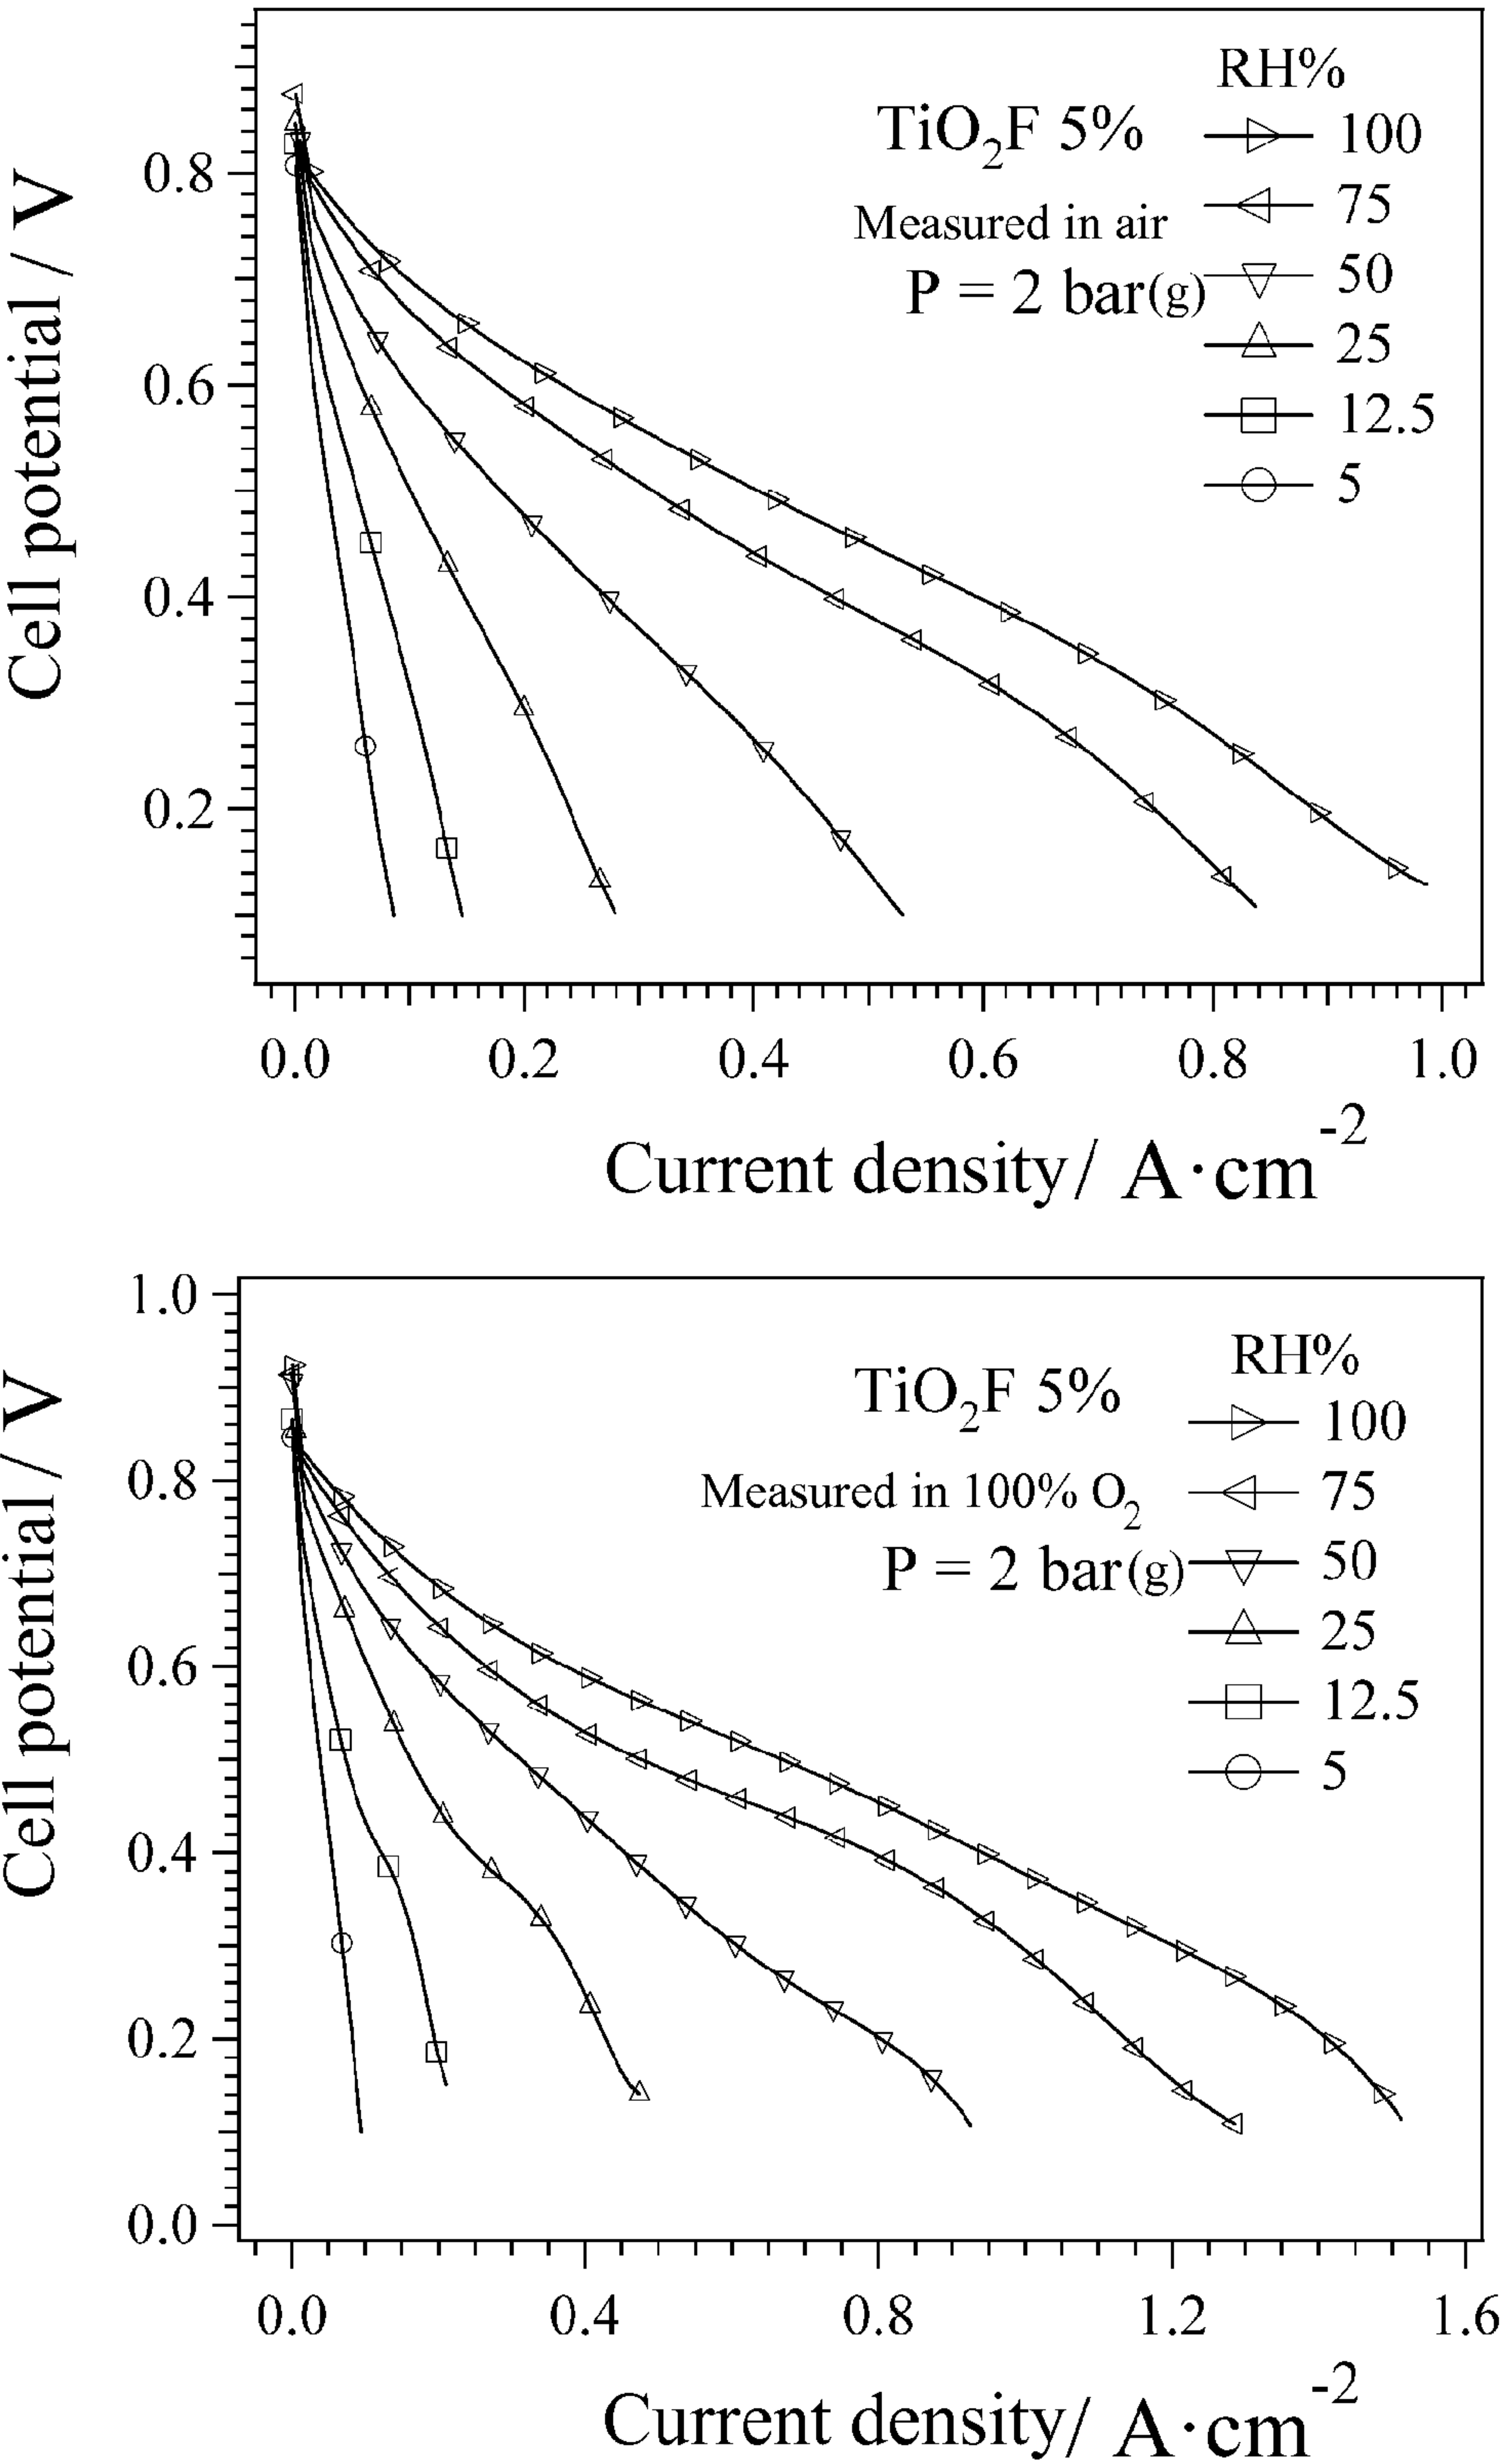 RH%
TiO₂F 5%
Measured in air
P = 2 bar(g)
100
75
50
25
12.5
5
Cell potential / V
0.8
0.6
0.4
0.2
0.0 0.2 0.4 0.6 0.8 1.0
Current density/ A·cm⁻²
RH%
TiO₂F 5%
Measured in 100% O₂
P = 2 bar(g)
100
75
50
25
12.5
5
Cell potential / V
1.0
0.8
0.6
0.4
0.2
0.0
0.0 0.4 0.8 1.2 1.6
Current density/ A·cm⁻²